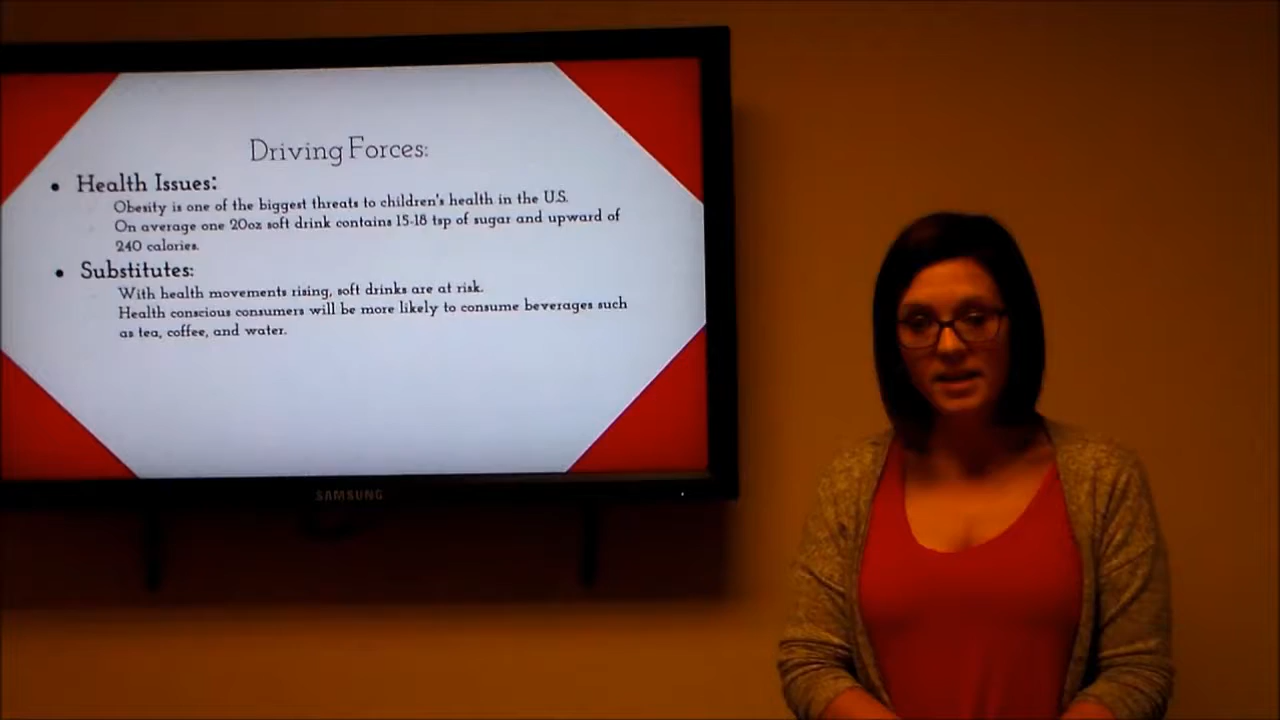 Driving Forces:
• Health Issues:
Obesity is one of the biggest threats to children's health in the U.S.
On average one 20oz soft drink contains 15-18 tsp of sugar and upward of
240 calories.
• Substitutes:
With health movements rising, soft drinks are at risk.
Health conscious consumers will be more likely to consume beverages such
as tea, coffee, and water.
SAMSUNG